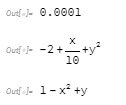 Out[•]= 0.0001
Out[•]= -2 + x/10 + y²
Out[•]= 1 - x² + y